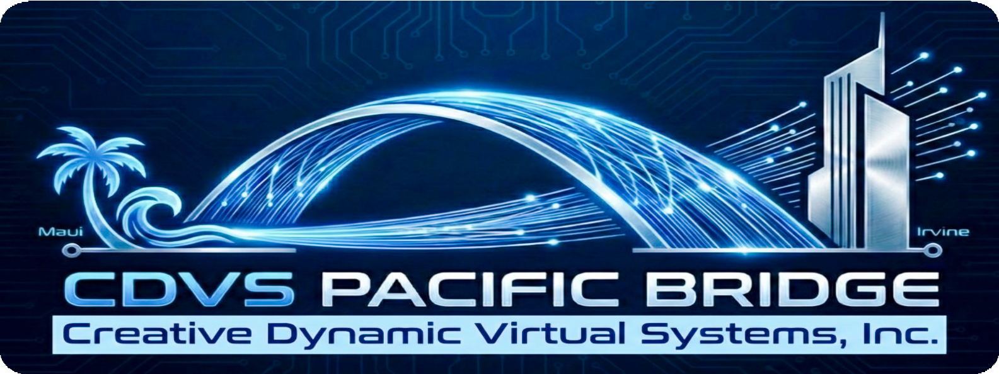 Maui
Irvine
CDVS PACIFIC BRIDGE
Creative Dynamic Virtual Systems, Inc.